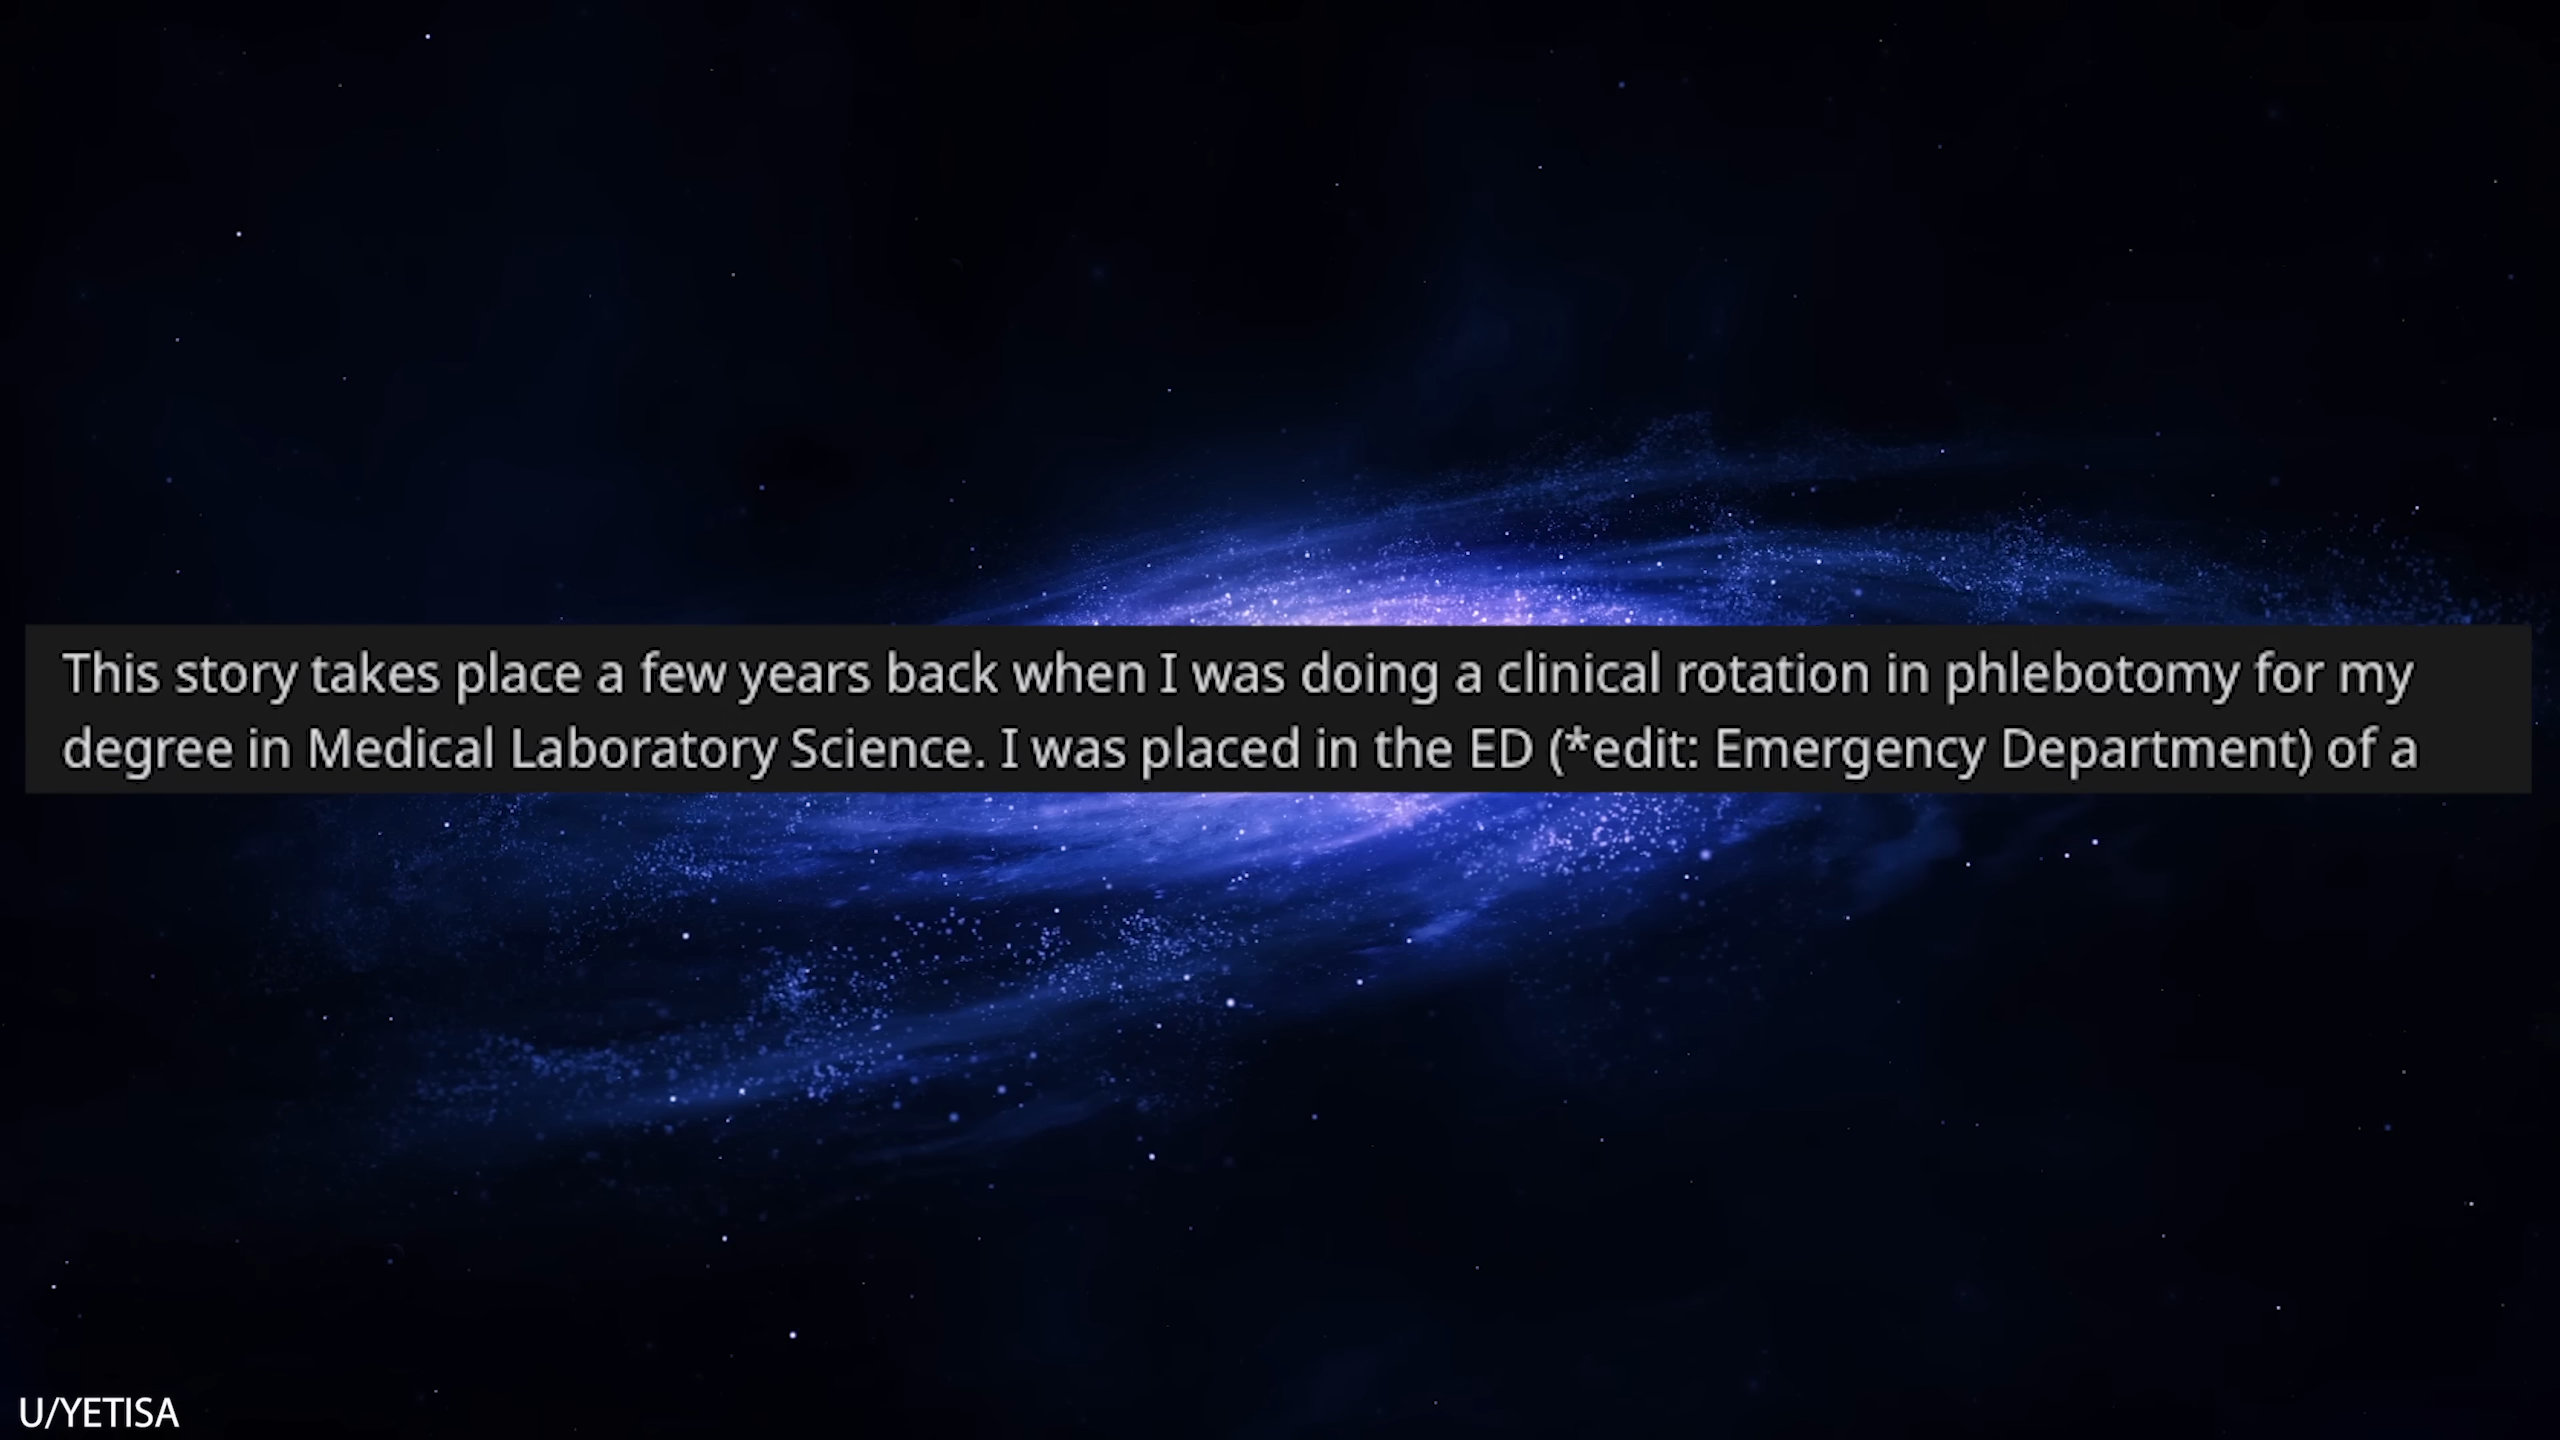 This story takes place a few years back when I was doing a clinical rotation in phlebotomy for my
degree in Medical Laboratory Science. I was placed in the ED (*edit: Emergency Department) of a
U/YETISA